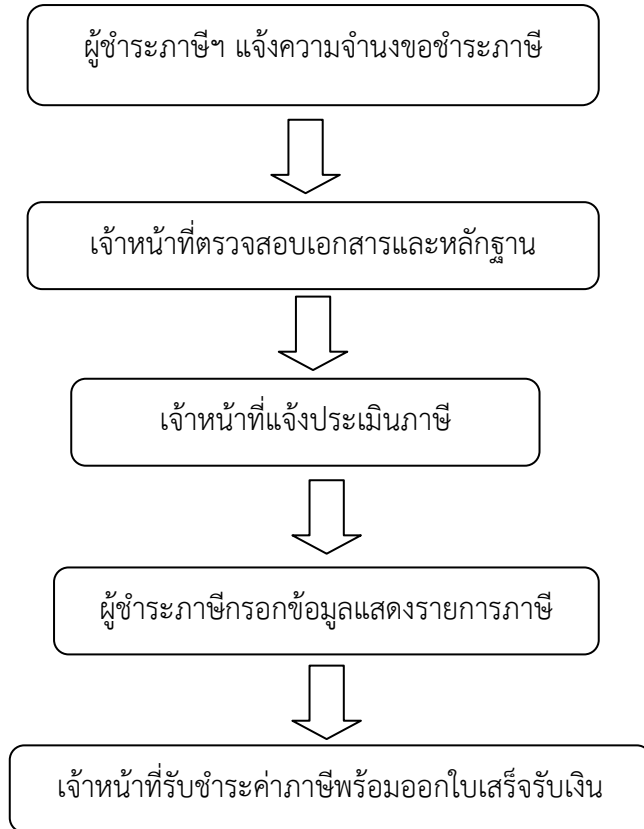 ผู้ชำระภาษีฯ แจ้งความจำนงขอชำระภาษี
เจ้าหน้าที่ตรวจสอบเอกสารและหลักฐาน
เจ้าหน้าที่แจ้งประเมินภาษี
ผู้ชำระภาษีกรอกข้อมูลแสดงรายการภาษี
เจ้าหน้าที่รับชำระค่าภาษีพร้อมออกใบเสร็จรับเงิน